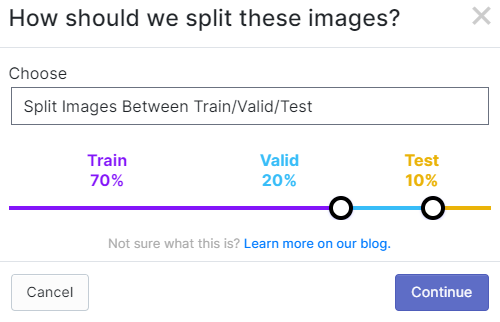 How should we split these images?
Choose
Split Images Between Train/Valid/Test
Train Valid Test
70% 20% 10%
Not sure what this is? Learn more on our blog.
Cancel Continue